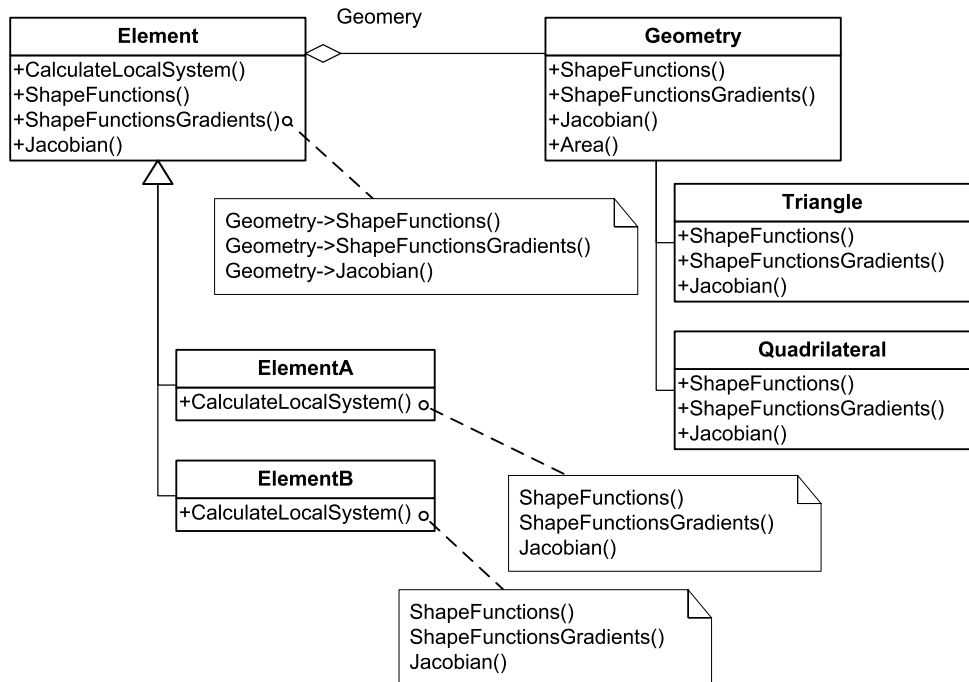 Geomery
Element
+CalculateLocalSystem()
+ShapeFunctions()
+ShapeFunctionsGradients()
+Jacobian()
Geometry
+ShapeFunctions()
+ShapeFunctionsGradients()
+Jacobian()
+Area()
Geometry->ShapeFunctions()
Geometry->ShapeFunctionsGradients()
Geometry->Jacobian()
Triangle
+ShapeFunctions()
+ShapeFunctionsGradients()
+Jacobian()
Quadrilateral
+ShapeFunctions()
+ShapeFunctionsGradients()
+Jacobian()
ElementA
+CalculateLocalSystem()
ElementB
+CalculateLocalSystem()
ShapeFunctions()
ShapeFunctionsGradients()
Jacobian()
ShapeFunctions()
ShapeFunctionsGradients()
Jacobian()